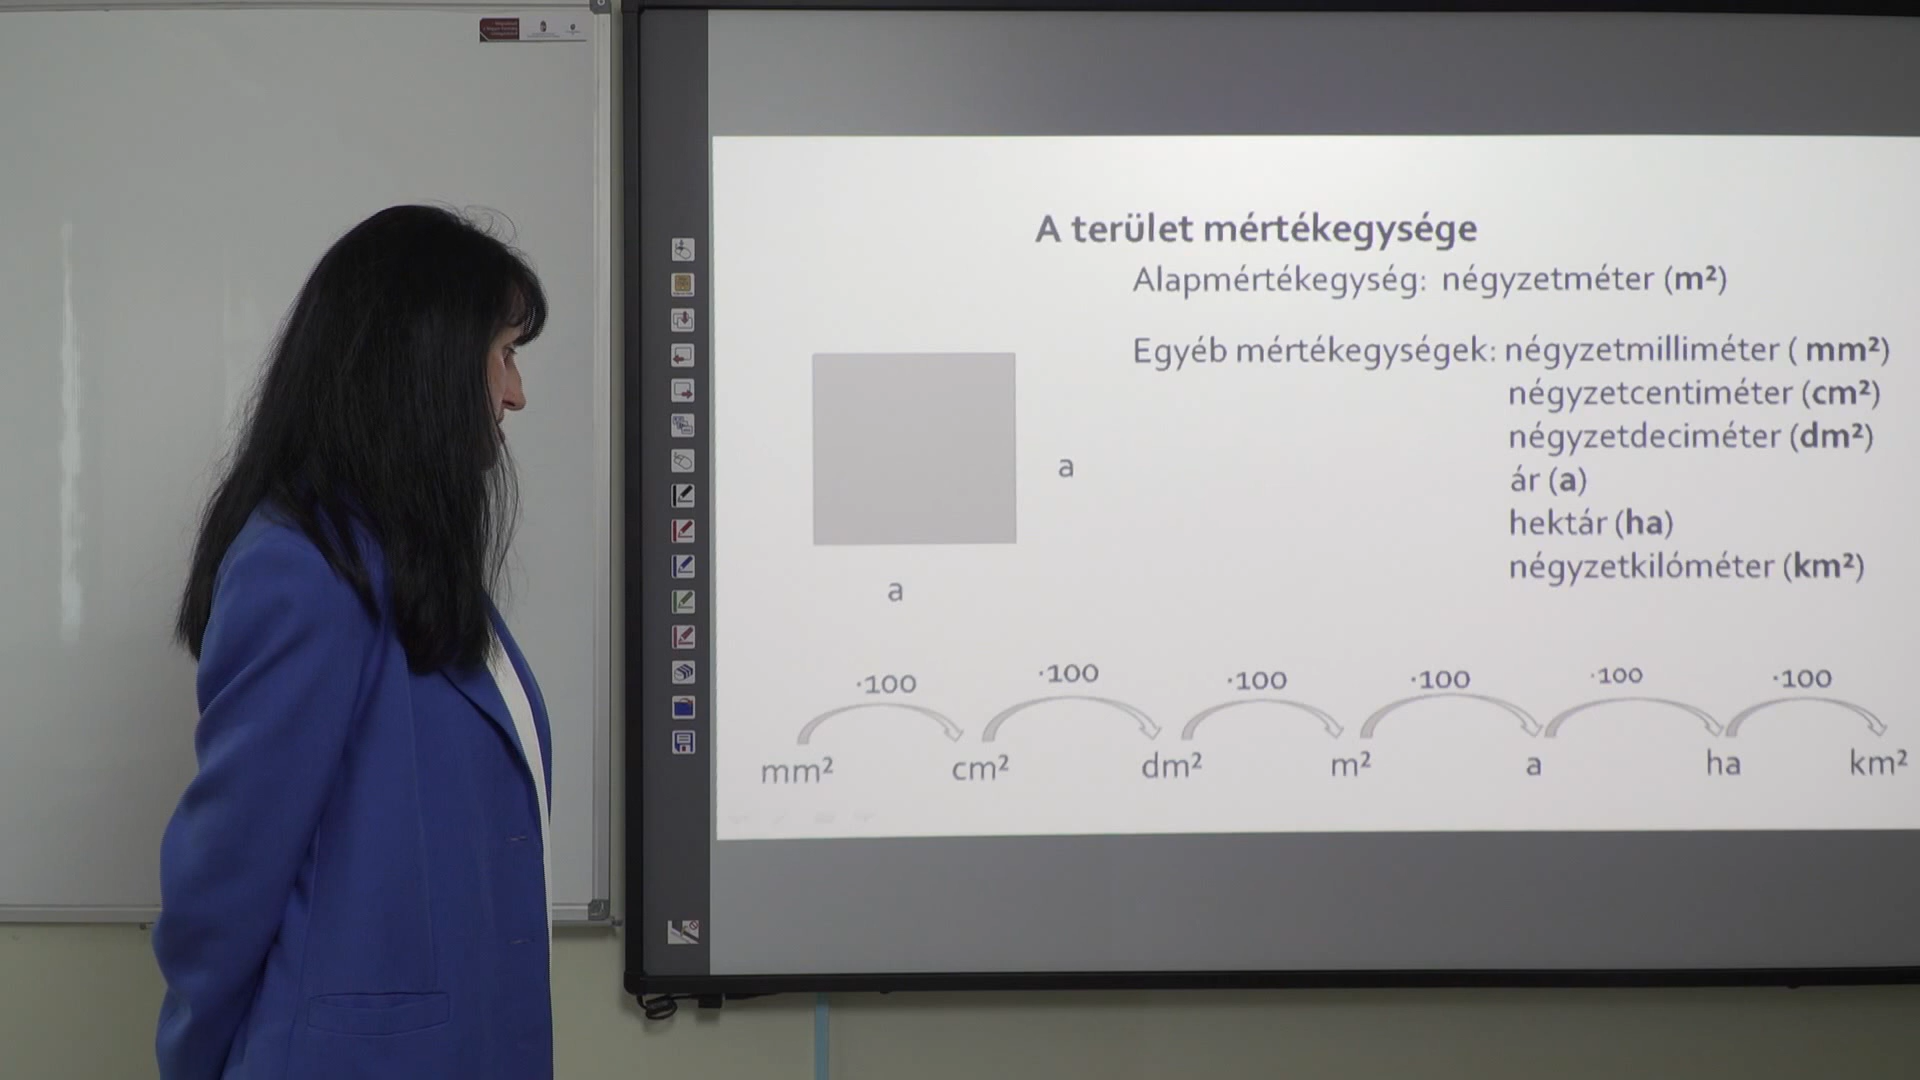 A terület mértékegysége
Alapmértékegység: négyzetméter (m²)
Egyéb mértékegységek: négyzetmilliméter ( mm²)
négyzetcentiméter (cm²)
négyzetdeciméter (dm²)
ár (a)
hektár (ha)
négyzetkilóméter (km²)
a
a
·100 ·100 ·100 ·100 ·100 ·100
mm² cm² dm² m² a ha km²